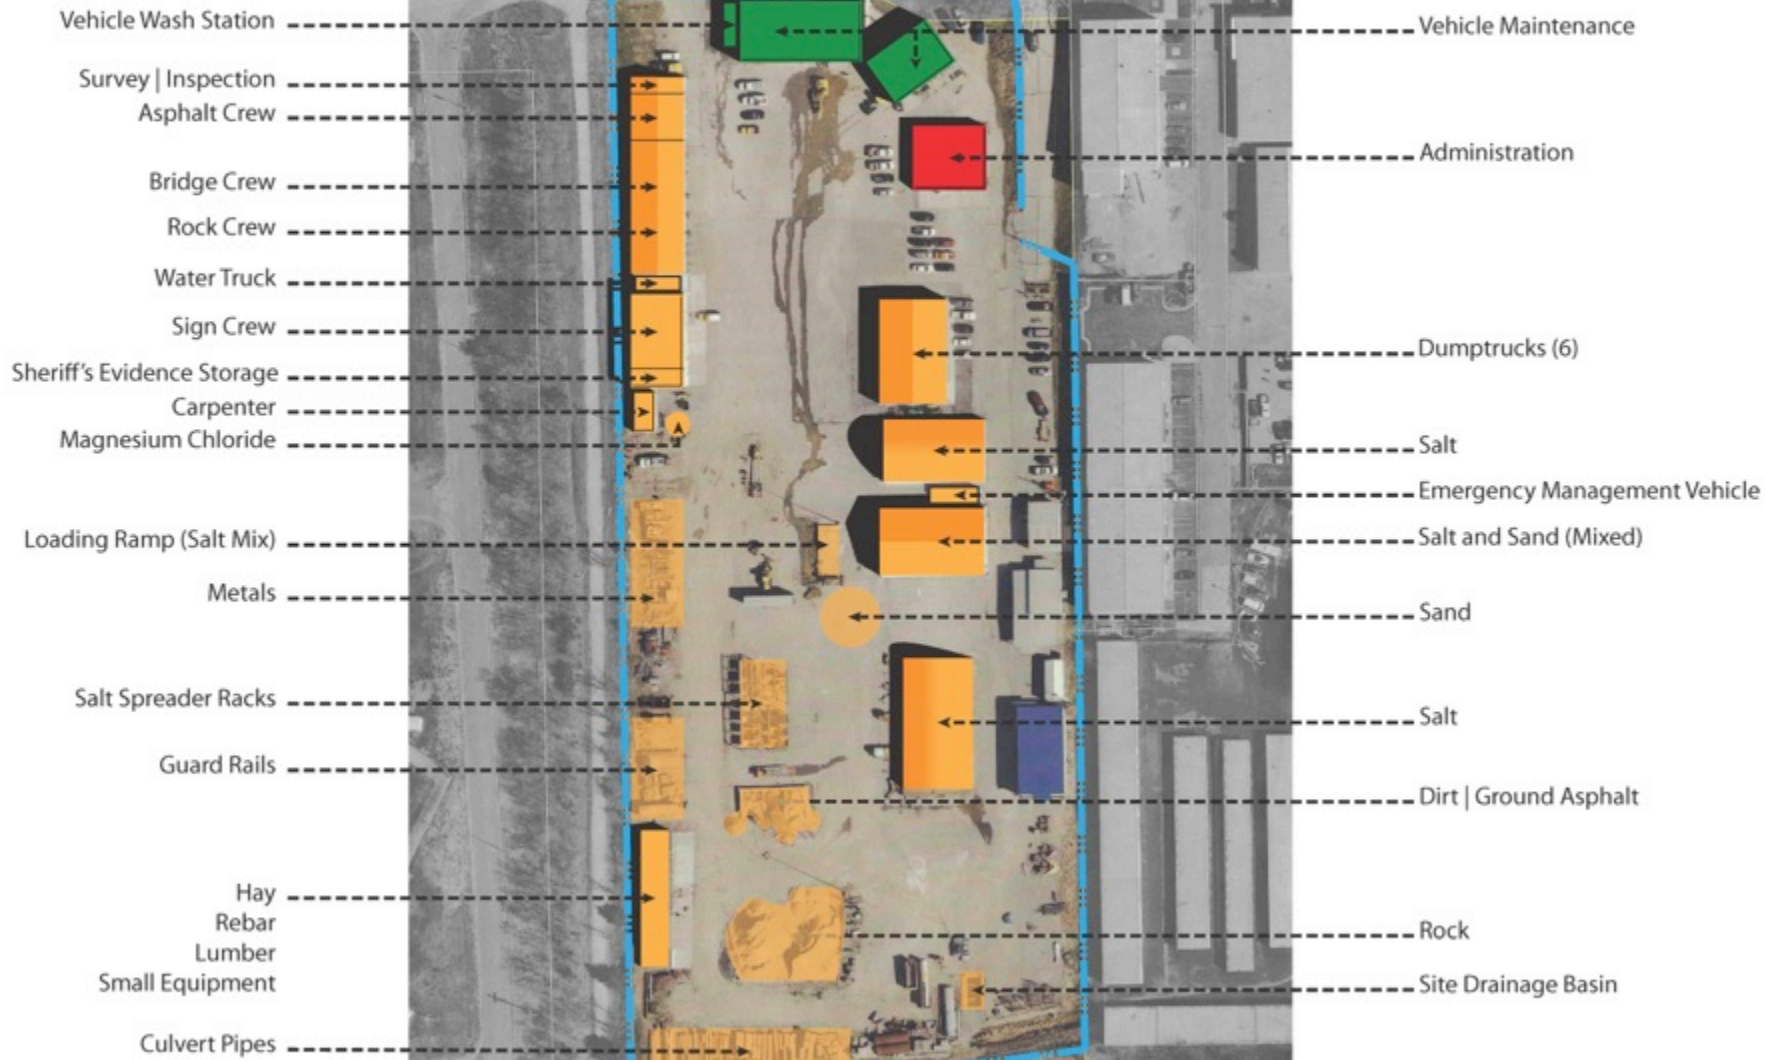 Vehicle Wash Station
Survey | Inspection
Asphalt Crew
Bridge Crew
Rock Crew
Water Truck
Sign Crew
Sheriff's Evidence Storage
Carpenter
Magnesium Chloride
Loading Ramp (Salt Mix)
Metals
Salt Spreader Racks
Guard Rails
Hay
Rebar
Lumber
Small Equipment
Culvert Pipes
Vehicle Maintenance
Administration
Dumptrucks (6)
Salt
Emergency Management Vehicle
Salt and Sand (Mixed)
Sand
Salt
Dirt | Ground Asphalt
Rock
Site Drainage Basin